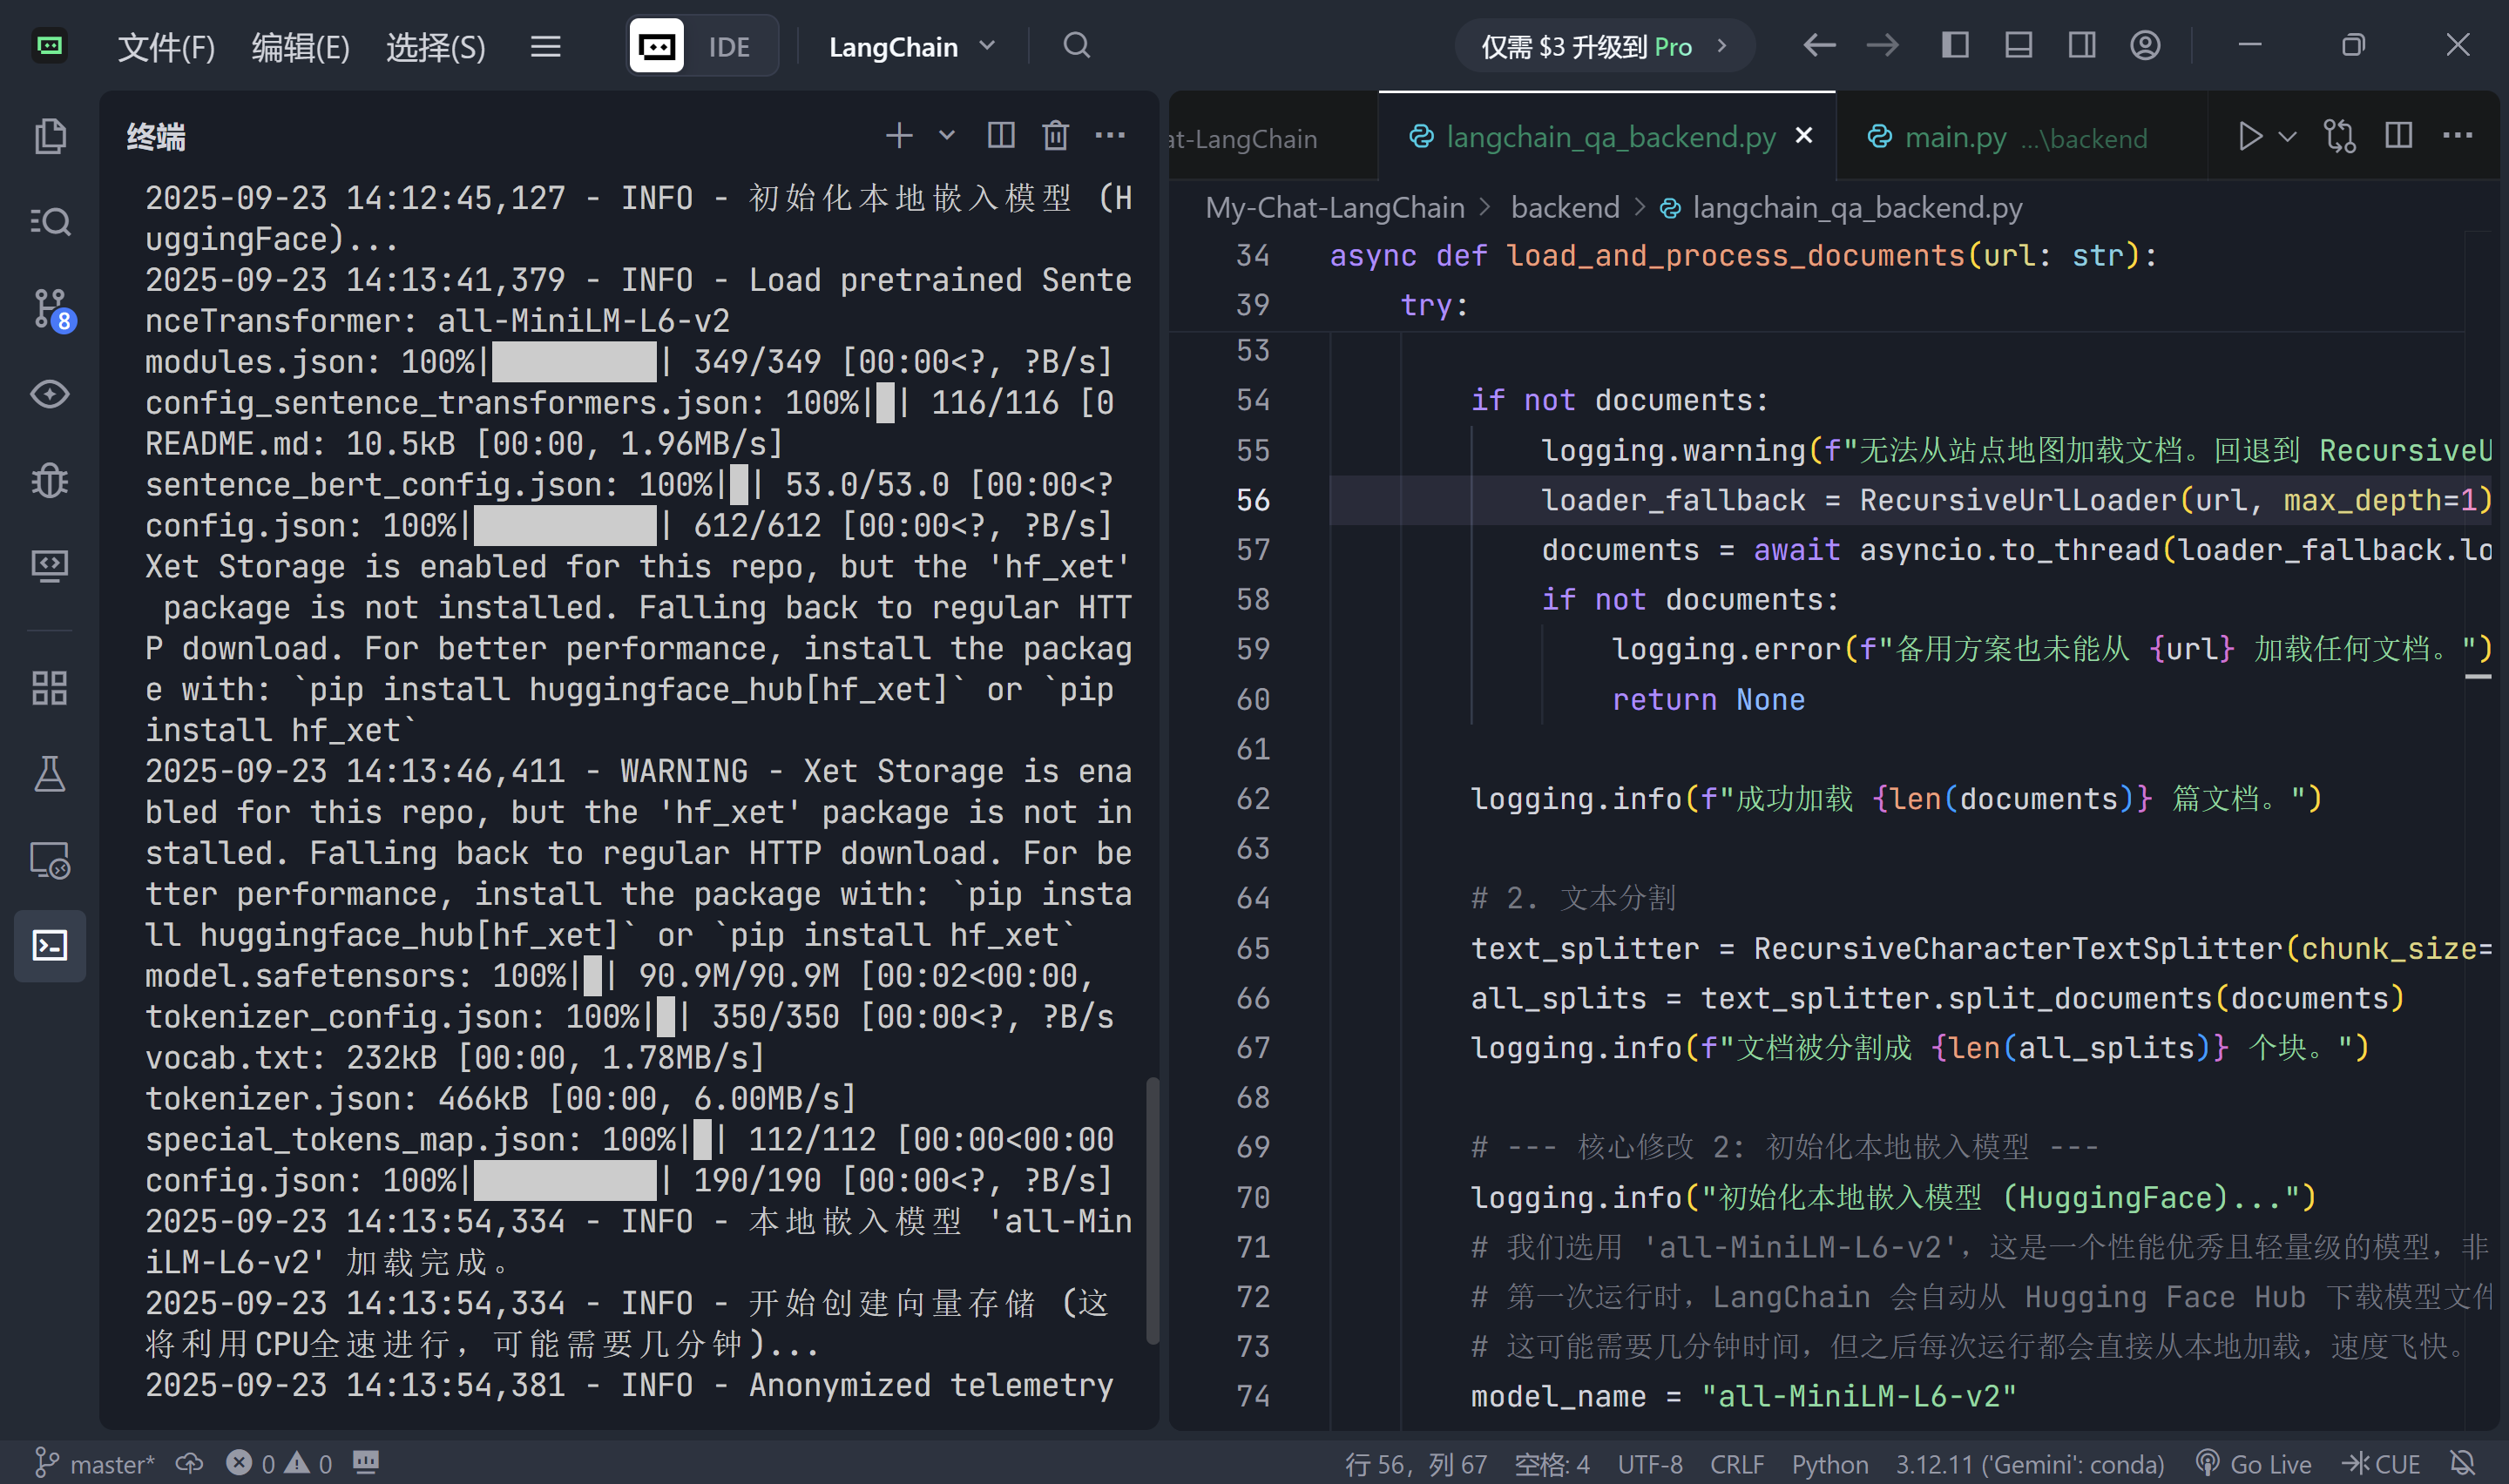 文件(F) 编辑(E) 选择(S) IDE LangChain 仅需 $3 升级到 Pro
终端
2025-09-23 14:12:45,127 - INFO - 初始化本地嵌入模型 (H
uggingFace)...
2025-09-23 14:13:41,379 - INFO - Load pretrained Sente
nceTransformer: all-MiniLM-L6-v2
modules.json: 100%|█████████| 349/349 [00:00<?, ?B/s]
config_sentence_transformers.json: 100%|█| 116/116 [0
README.md: 10.5kB [00:00, 1.96MB/s]
sentence_bert_config.json: 100%|█| 53.0/53.0 [00:00<?
config.json: 100%|██████████| 612/612 [00:00<?, ?B/s]
Xet Storage is enabled for this repo, but the 'hf_xet'
 package is not installed. Falling back to regular HTT
P download. For better performance, install the packag
e with: `pip install huggingface_hub[hf_xet]` or `pip
install hf_xet`
2025-09-23 14:13:46,411 - WARNING - Xet Storage is ena
bled for this repo, but the 'hf_xet' package is not in
stalled. Falling back to regular HTTP download. For be
tter performance, install the package with: `pip insta
ll huggingface_hub[hf_xet]` or `pip install hf_xet`
model.safetensors: 100%|█| 90.9M/90.9M [00:02<00:00,
tokenizer_config.json: 100%|█| 350/350 [00:00<?, ?B/s
vocab.txt: 232kB [00:00, 1.78MB/s]
tokenizer.json: 466kB [00:00, 6.00MB/s]
special_tokens_map.json: 100%|█| 112/112 [00:00<00:00
config.json: 100%|██████████| 190/190 [00:00<?, ?B/s]
2025-09-23 14:13:54,334 - INFO - 本地嵌入模型 'all-Min
iLM-L6-v2' 加载完成。
2025-09-23 14:13:54,334 - INFO - 开始创建向量存储 (这
将利用CPU全速进行，可能需要几分钟)...
2025-09-23 14:13:54,381 - INFO - Anonymized telemetry
8
at-LangChain langchain_qa_backend.py main.py ...\backend
My-Chat-LangChain > backend > langchain_qa_backend.py
34 async def load_and_process_documents(url: str):
39 try:
53
54 if not documents:
55 logging.warning(f"无法从站点地图加载文档。回退到 RecursiveU
56 loader_fallback = RecursiveUrlLoader(url, max_depth=1)
57 documents = await asyncio.to_thread(loader_fallback.lo
58 if not documents:
59 logging.error(f"备用方案也未能从 {url} 加载任何文档。")
60 return None
61
62 logging.info(f"成功加载 {len(documents)} 篇文档。")
63
64 # 2. 文本分割
65 text_splitter = RecursiveCharacterTextSplitter(chunk_size=
66 all_splits = text_splitter.split_documents(documents)
67 logging.info(f"文档被分割成 {len(all_splits)} 个块。")
68
69 # --- 核心修改 2: 初始化本地嵌入模型 ---
70 logging.info("初始化本地嵌入模型 (HuggingFace)...")
71 # 我们选用 'all-MiniLM-L6-v2'，这是一个性能优秀且轻量级的模型，非
72 # 第一次运行时，LangChain 会自动从 Hugging Face Hub 下载模型文件
73 # 这可能需要几分钟时间，但之后每次运行都会直接从本地加载，速度飞快。
74 model_name = "all-MiniLM-L6-v2"
master* 0 0 行 56，列 67 空格: 4 UTF-8 CRLF Python 3.12.11 ('Gemini': conda) Go Live CUE